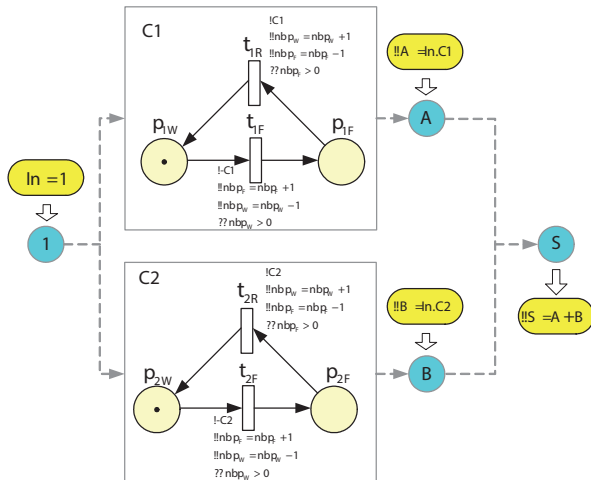 C1
!C1
!!nbp_W = nbp_W +1
!!nbp_F = nbp_F −1
??nbp_F > 0
t_1R
p_1W
t_1F
p_1F
!-C1
!!nbp_F = nbp_F +1
!!nbp_W = nbp_W −1
??nbp_W > 0
!!A =In.C1
A
In = 1
1
S
!!S =A +B
C2
!C2
!!nbp_W = nbp_W +1
!!nbp_F = nbp_F −1
??nbp_F > 0
t_2R
p_2W
t_2F
p_2F
!-C2
!!nbp_F = nbp_F +1
!!nbp_W = nbp_W −1
??nbp_W > 0
!!B =In.C2
B